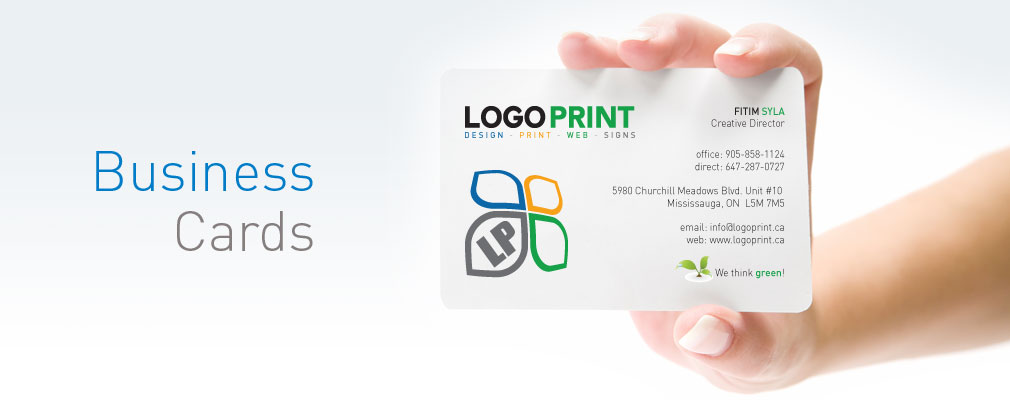 Business
Cards
LOGO PRINT
DESIGN · PRINT · WEB · SIGNS
LP
FITIM SYLA
Creative Director
office: 905-858-1124
direct: 647-287-0727
5980 Churchill Meadows Blvd. Unit #10
Mississauga, ON L5M 7M5
email: info@logoprint.ca
web: www.logoprint.ca
We think green!